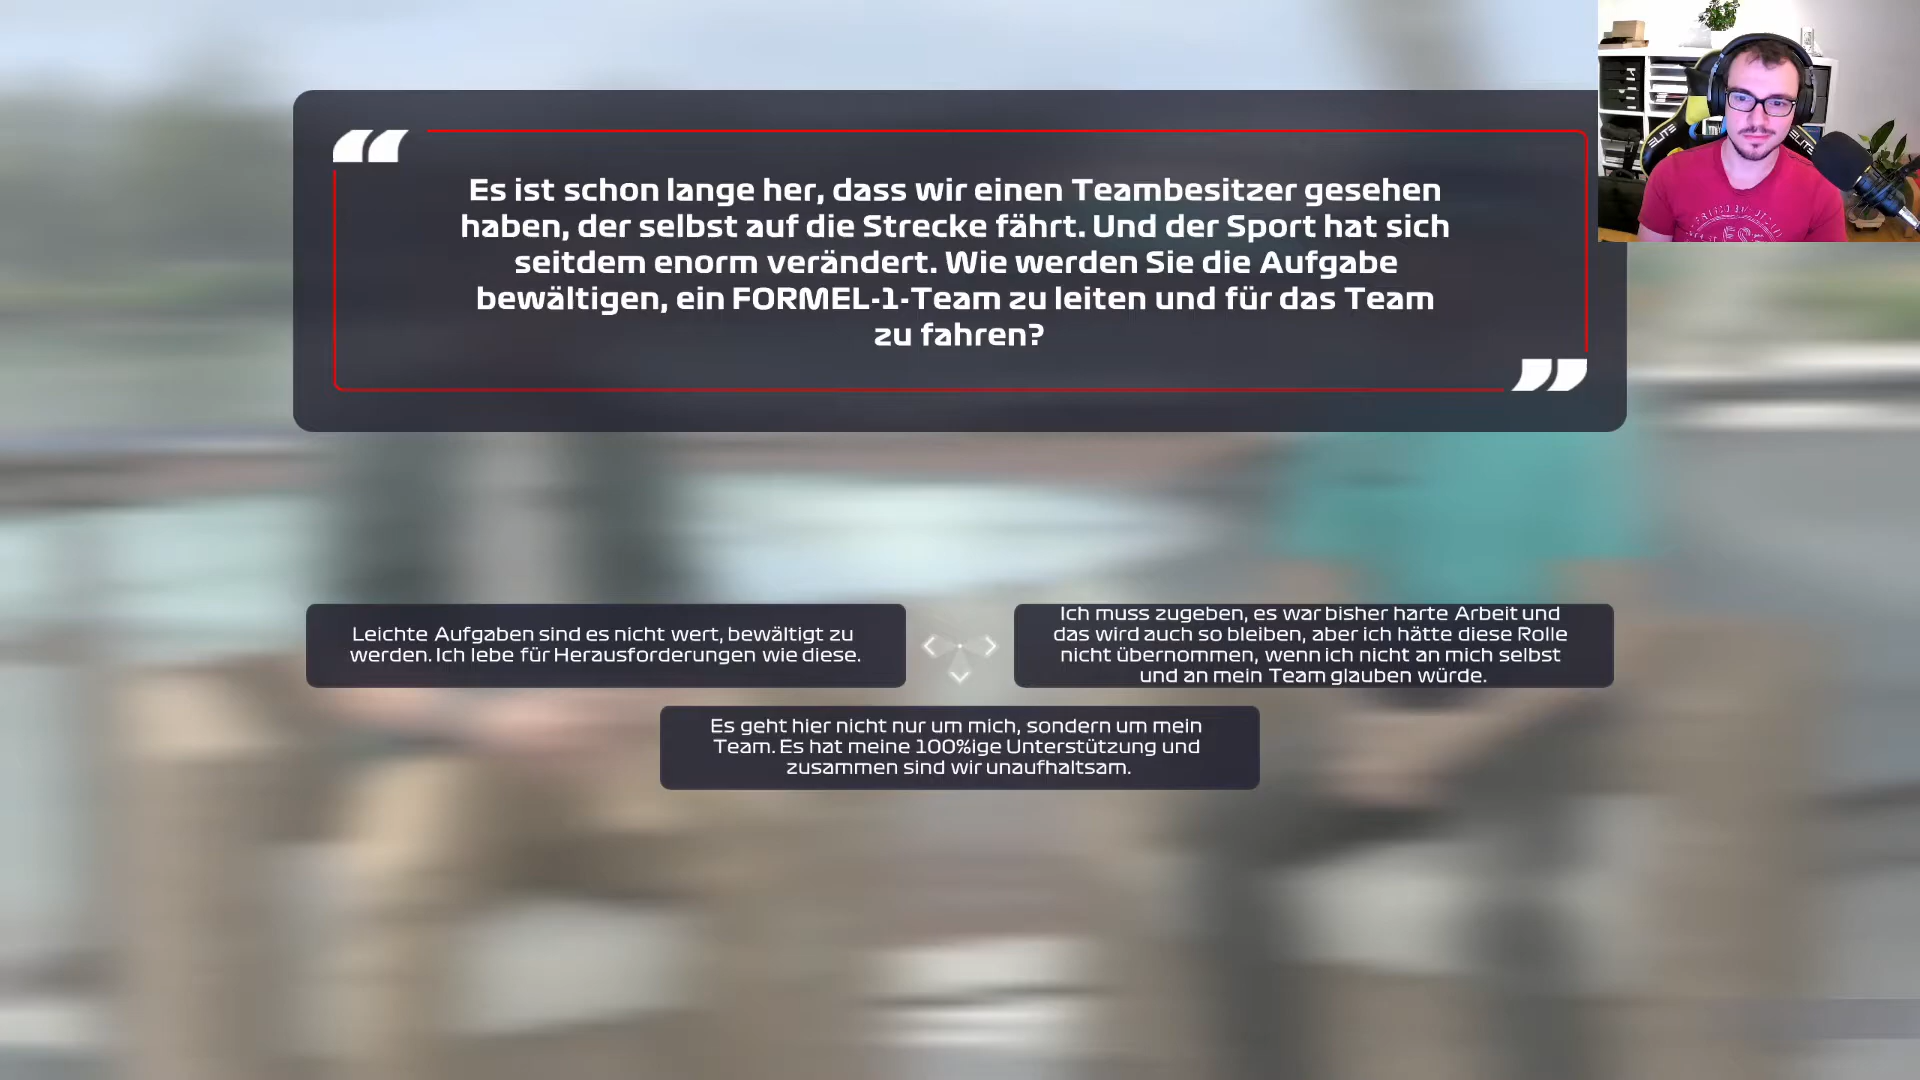 Es ist schon lange her, dass wir einen Teambesitzer gesehen
haben, der selbst auf die Strecke fährt. Und der Sport hat sich
seitdem enorm verändert. Wie werden Sie die Aufgabe
bewältigen, ein FORMEL-1-Team zu leiten und für das Team
zu fahren?
Leichte Aufgaben sind es nicht wert, bewältigt zu
werden. Ich lebe für Herausforderungen wie diese.
Ich muss zugeben, es war bisher harte Arbeit und
das wird auch so bleiben, aber ich hätte diese Rolle
nicht übernommen, wenn ich nicht an mich selbst
und an mein Team glauben würde.
Es geht hier nicht nur um mich, sondern um mein
Team. Es hat meine 100%ige Unterstützung und
zusammen sind wir unaufhaltsam.
ELITE